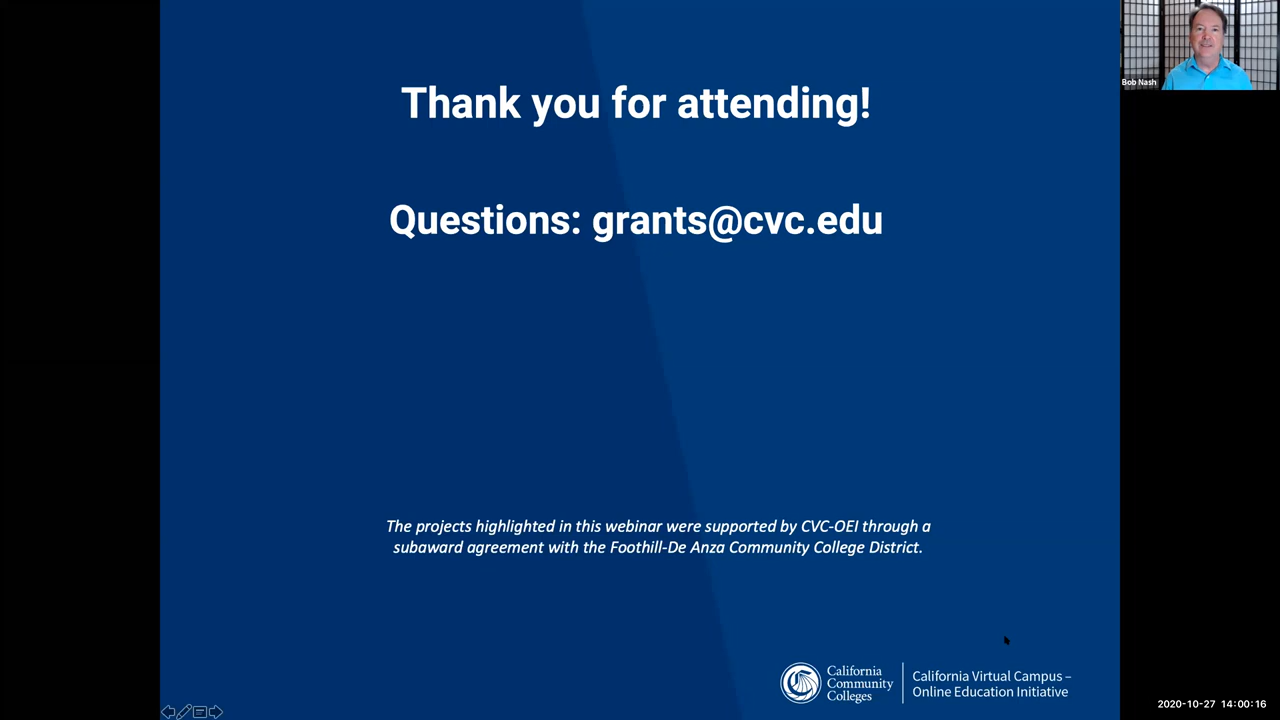 Thank you for attending!
Questions: grants@cvc.edu
The projects highlighted in this webinar were supported by CVC-OEI through a
subaward agreement with the Foothill-De Anza Community College District.
California
Community
Colleges
California Virtual Campus –
Online Education Initiative
Bob Nash
2020-10-27 14:00:16